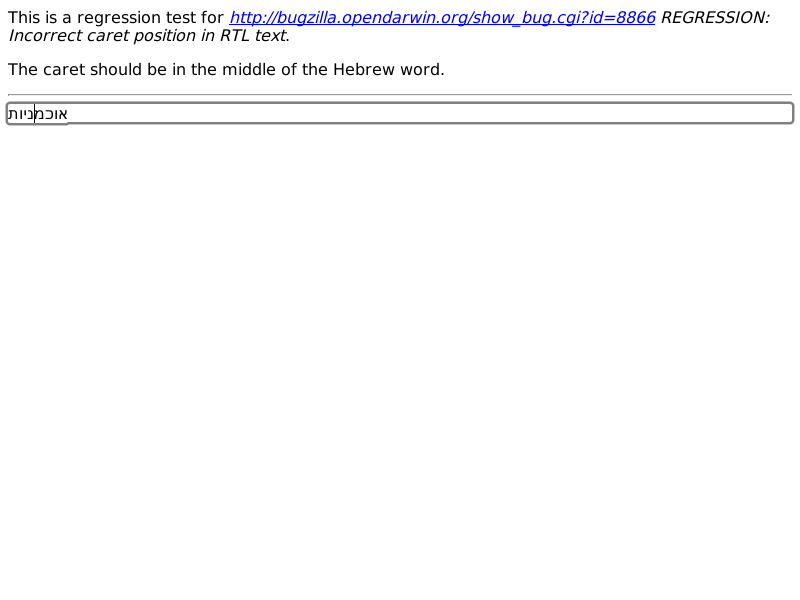 This is a regression test for http://bugzilla.opendarwin.org/show_bug.cgi?id=8866 REGRESSION:
Incorrect caret position in RTL text.
The caret should be in the middle of the Hebrew word.
אוכמניות